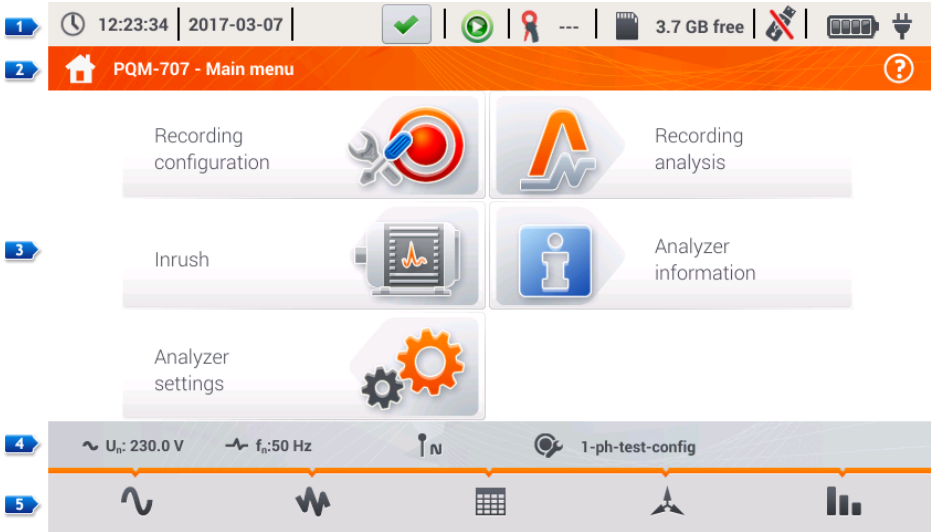 1
12:23:34 2017-03-07 --- 3.7 GB free
2
PQM-707 - Main menu ?
Recording
configuration
Recording
analysis
3
Inrush
Analyzer
information
Analyzer
settings
4
Un: 230.0 V fn:50 Hz N 1-ph-test-config
5